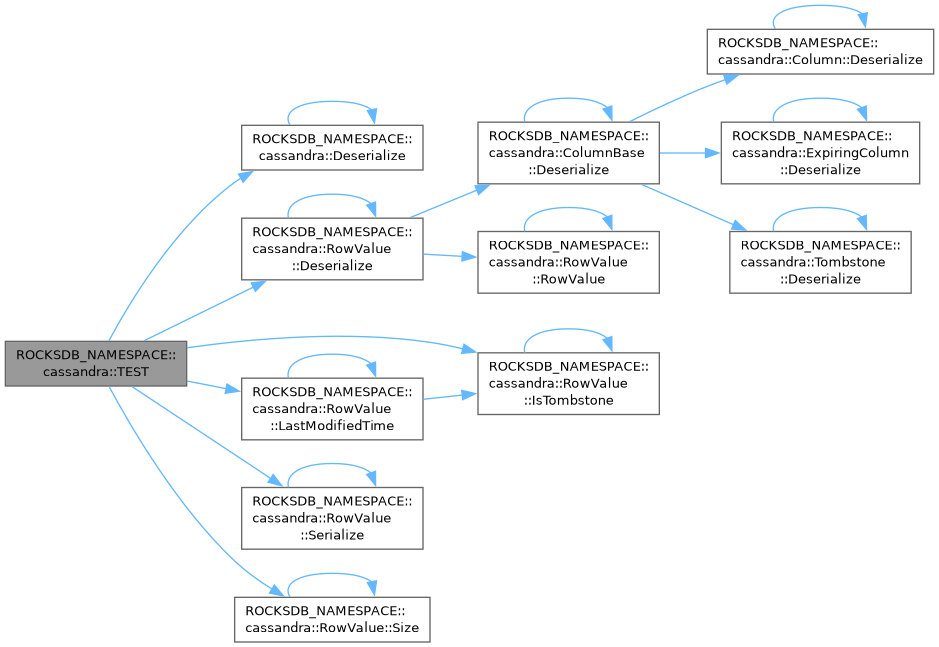 ROCKSDB_NAMESPACE::
cassandra::TEST
ROCKSDB_NAMESPACE::
cassandra::Deserialize
ROCKSDB_NAMESPACE::
cassandra::RowValue
::Deserialize
ROCKSDB_NAMESPACE::
cassandra::ColumnBase
::Deserialize
ROCKSDB_NAMESPACE::
cassandra::Column::Deserialize
ROCKSDB_NAMESPACE::
cassandra::ExpiringColumn
::Deserialize
ROCKSDB_NAMESPACE::
cassandra::Tombstone
::Deserialize
ROCKSDB_NAMESPACE::
cassandra::RowValue
::RowValue
ROCKSDB_NAMESPACE::
cassandra::RowValue
::IsTombstone
ROCKSDB_NAMESPACE::
cassandra::RowValue
::LastModifiedTime
ROCKSDB_NAMESPACE::
cassandra::RowValue
::Serialize
ROCKSDB_NAMESPACE::
cassandra::RowValue::Size